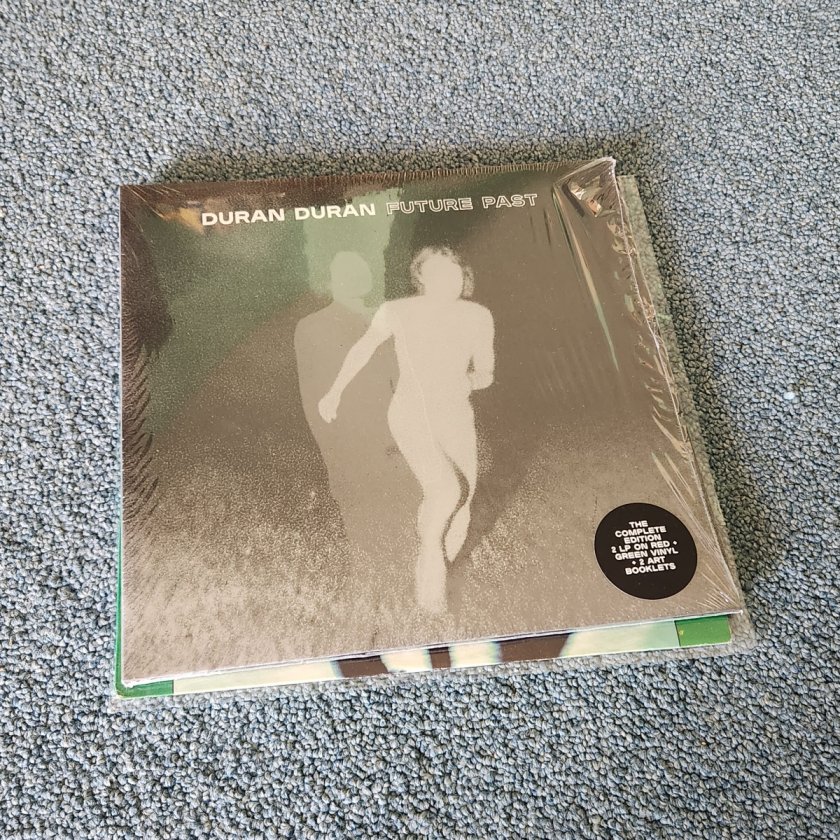 DURAN DURAN FUTURE PAST
THE
COMPLETE
EDITION
2 LP ON RED +
GREEN VINYL
+ 2 ART
BOOKLETS